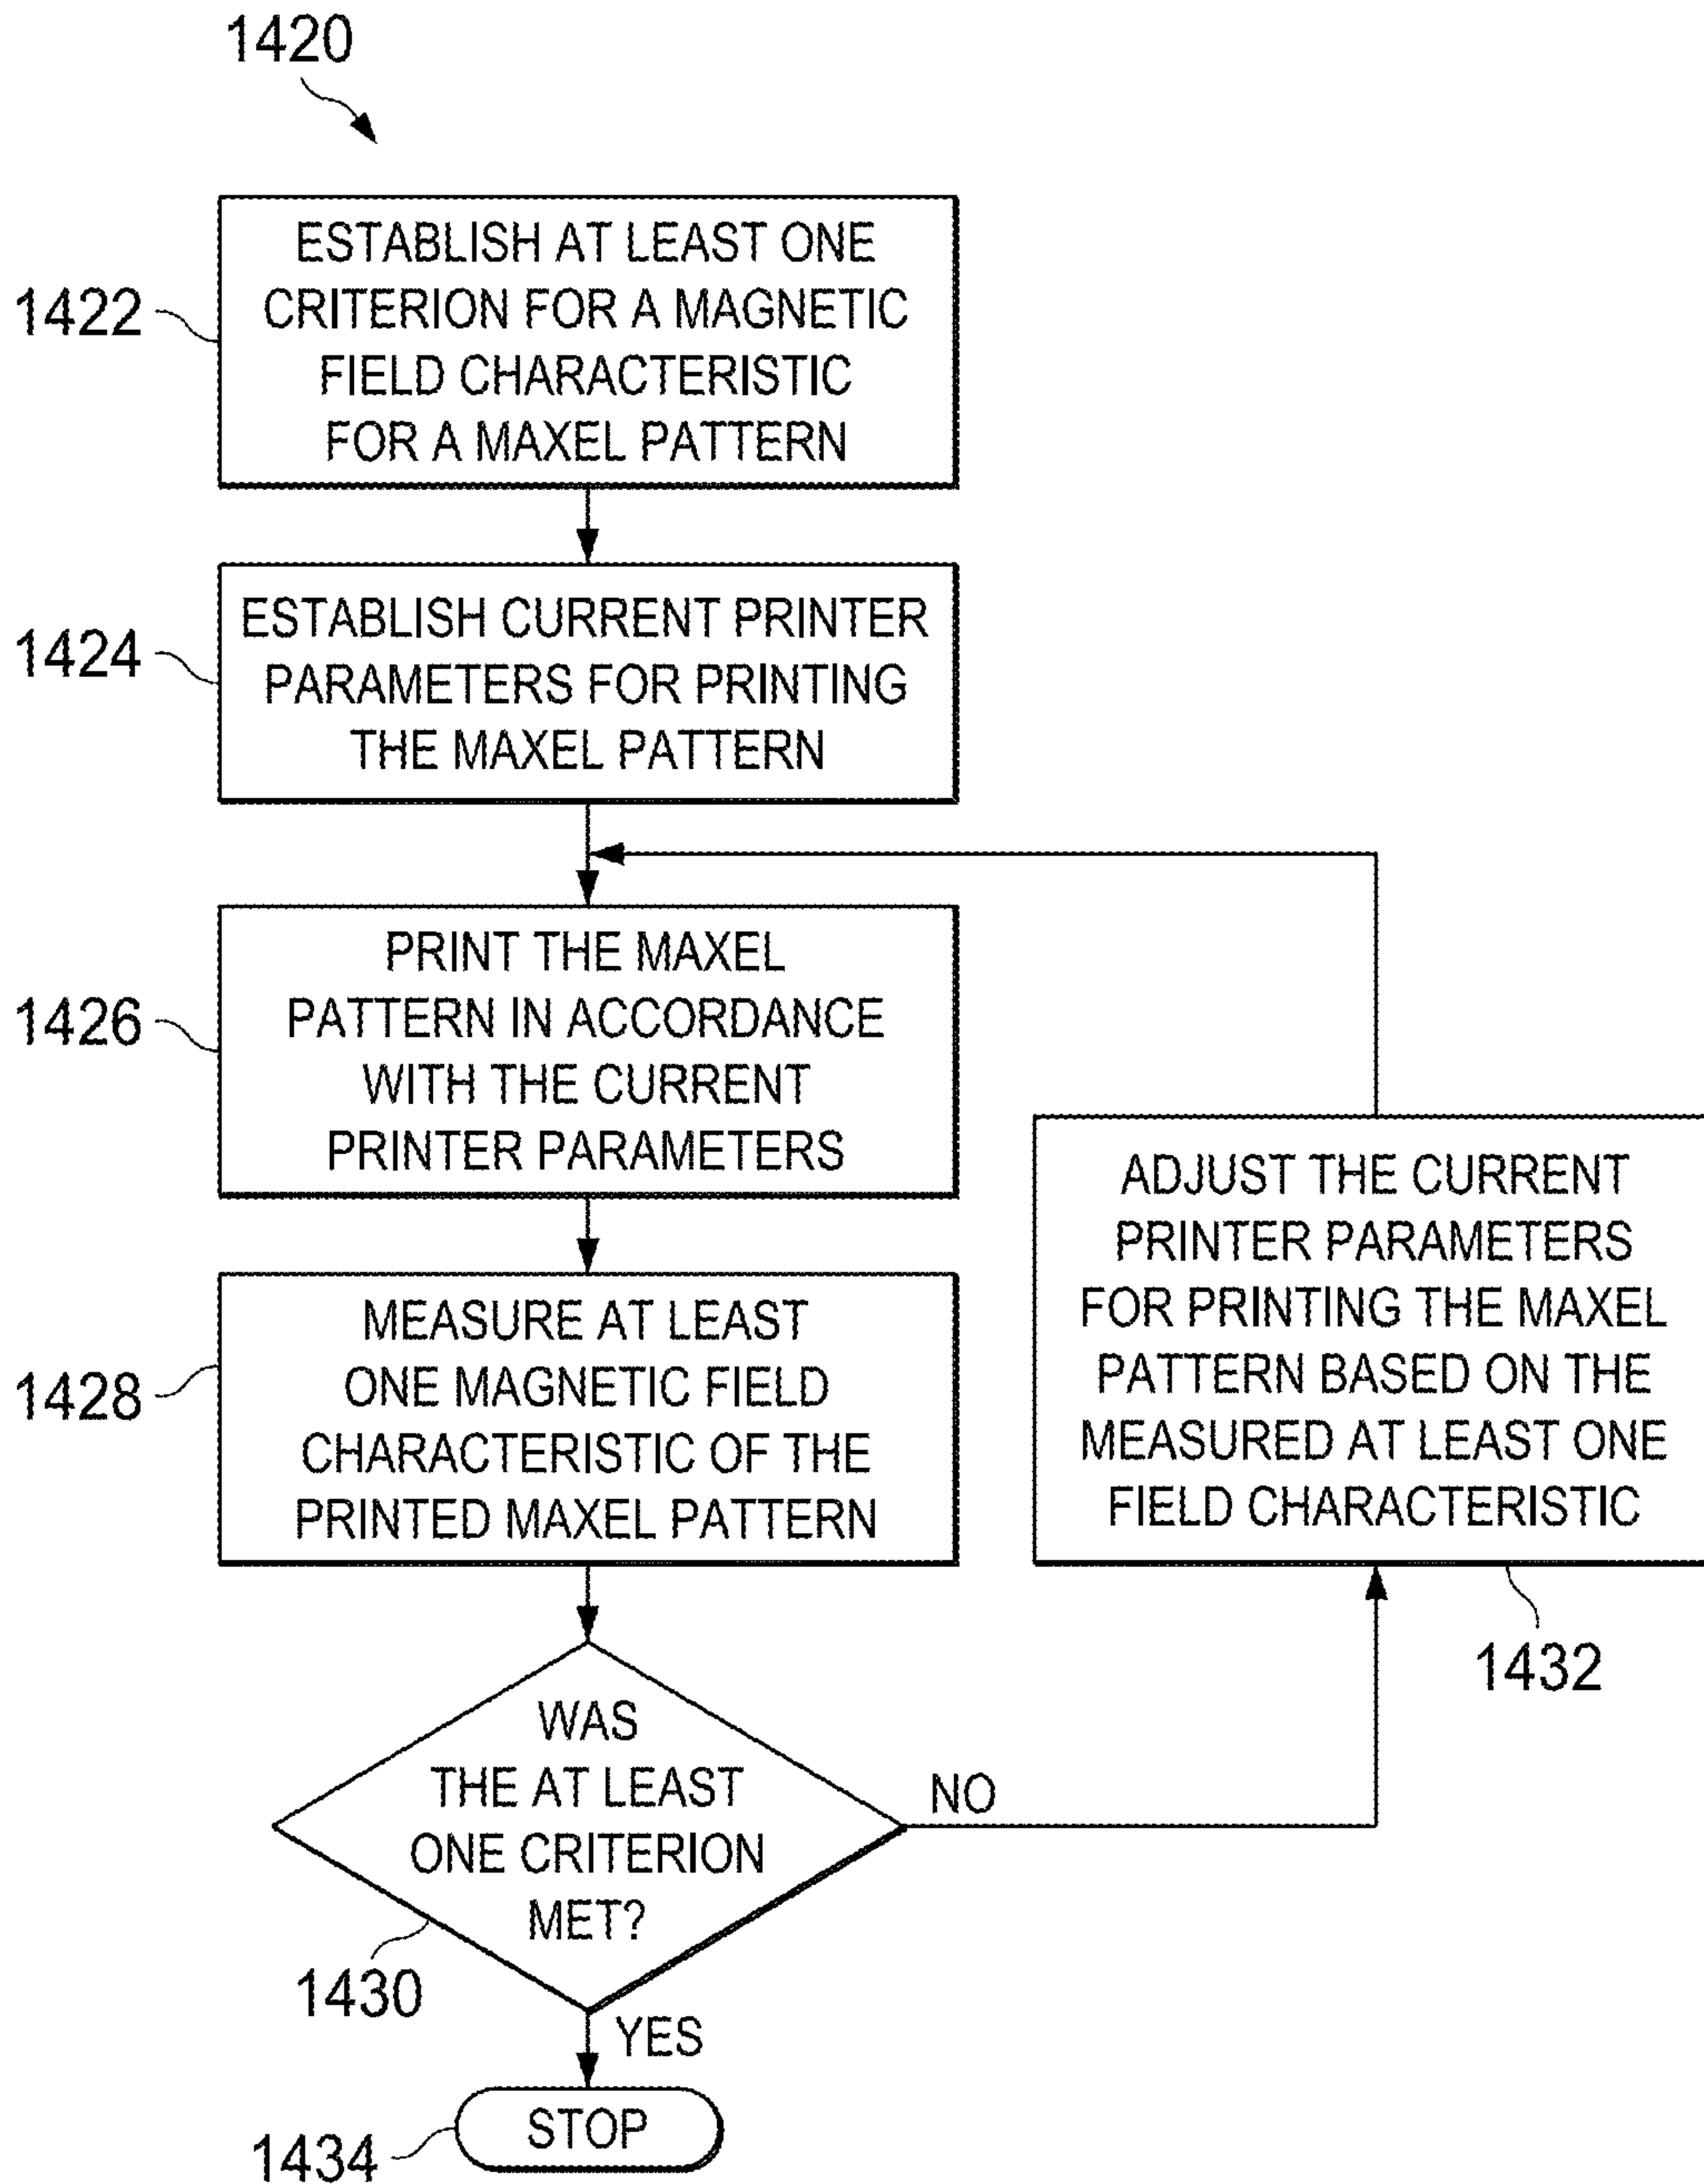 1420
1422
ESTABLISH AT LEAST ONE
CRITERION FOR A MAGNETIC
FIELD CHARACTERISTIC
FOR A MAXEL PATTERN
1424
ESTABLISH CURRENT PRINTER
PARAMETERS FOR PRINTING
THE MAXEL PATTERN
1426
PRINT THE MAXEL
PATTERN IN ACCORDANCE
WITH THE CURRENT
PRINTER PARAMETERS
1428
MEASURE AT LEAST
ONE MAGNETIC FIELD
CHARACTERISTIC OF THE
PRINTED MAXEL PATTERN
ADJUST THE CURRENT
PRINTER PARAMETERS
FOR PRINTING THE MAXEL
PATTERN BASED ON THE
MEASURED AT LEAST ONE
FIELD CHARACTERISTIC
1432
WAS
THE AT LEAST
ONE CRITERION
MET?
NO
1430
YES
STOP
1434